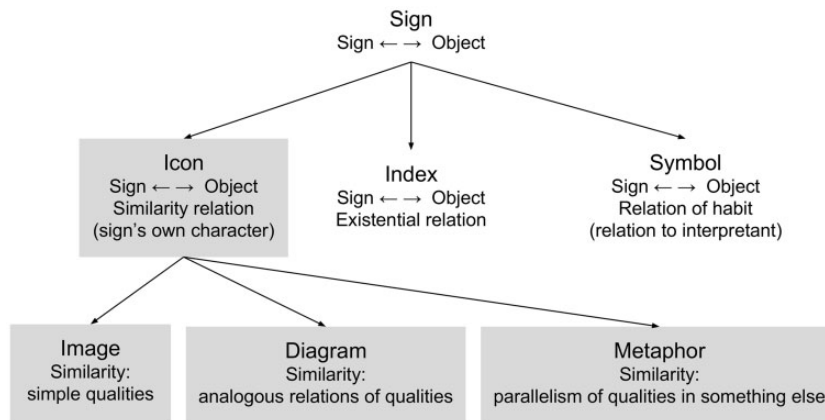 Sign
Sign ← → Object
Icon
Sign ← → Object
Similarity relation
(sign's own character)
Index
Sign ← → Object
Existential relation
Symbol
Sign ← → Object
Relation of habit
(relation to interpretant)
Image
Similarity:
simple qualities
Diagram
Similarity:
analogous relations of qualities
Metaphor
Similarity:
parallelism of qualities in something else